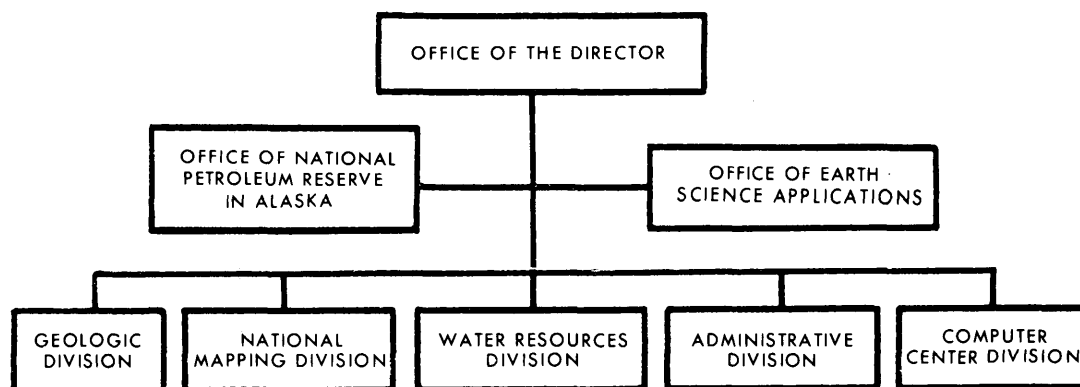 OFFICE OF THE DIRECTOR
OFFICE OF NATIONAL
PETROLEUM RESERVE
IN ALASKA
OFFICE OF EARTH
SCIENCE APPLICATIONS
GEOLOGIC
DIVISION
NATIONAL
MAPPING DIVISION
WATER RESOURCES
DIVISION
ADMINISTRATIVE
DIVISION
COMPUTER
CENTER DIVISION